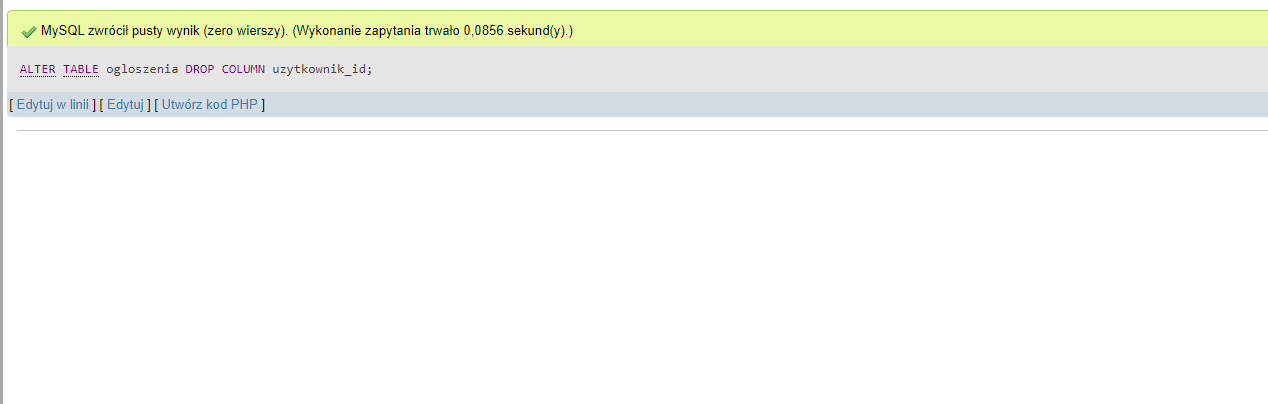 MySQL zwrócił pusty wynik (zero wierszy). (Wykonanie zapytania trwało 0,0856 sekund(y).)
ALTER TABLE ogloszenia DROP COLUMN uzytkownik_id;
[ Edytuj w linii ] [ Edytuj ] [ Utwórz kod PHP ]